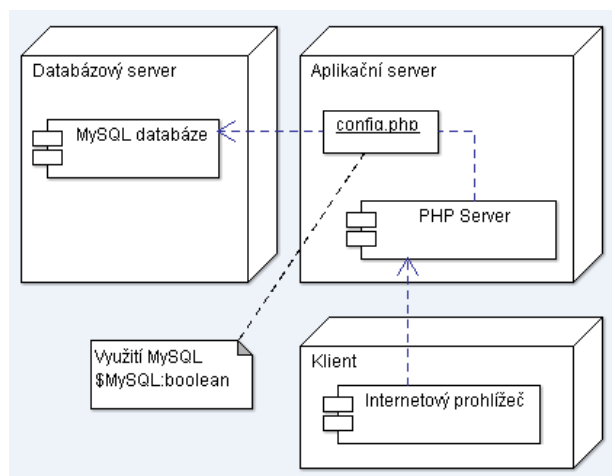 Databázový server
MySQL databáze
Aplikační server
config.php
PHP Server
Využití MySQL
$MySQL:boolean
Klient
Internetový prohlížeč